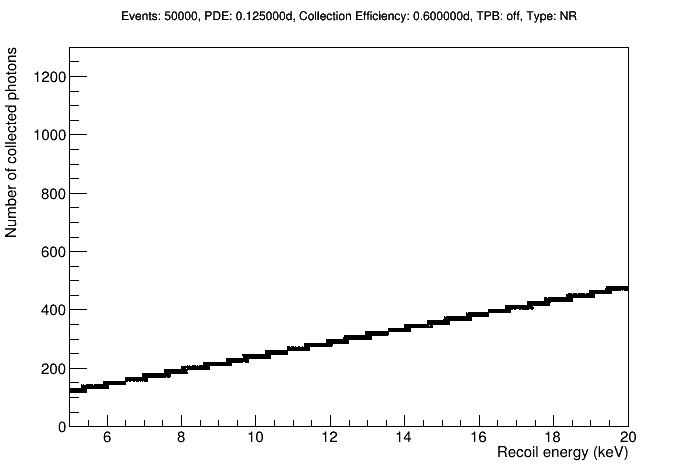 Events: 50000, PDE: 0.125000d, Collection Efficiency: 0.600000d, TPB: off, Type: NR
Number of collected photons
1200
1000
800
600
400
200
0
6 8 10 12 14 16 18 20
Recoil energy (keV)